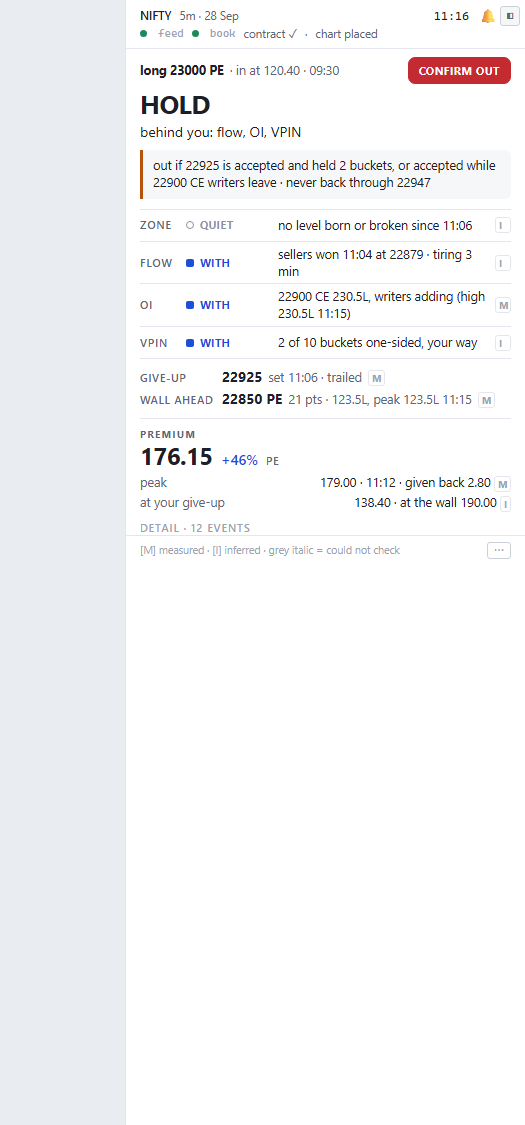 NIFTY 5m · 28 Sep 11:16
feed book contract ✓ · chart placed
long 23000 PE · in at 120.40 · 09:30 CONFIRM OUT
HOLD
behind you: flow, OI, VPIN
out if 22925 is accepted and held 2 buckets, or accepted while
22900 CE writers leave · never back through 22947
ZONE QUIET no level born or broken since 11:06 I
FLOW WITH sellers won 11:04 at 22879 · tiring 3
min I
OI WITH 22900 CE 230.5L, writers adding (high
230.5L 11:15) M
VPIN WITH 2 of 10 buckets one-sided, your way I
GIVE-UP 22925 set 11:06 · trailed M
WALL AHEAD 22850 PE 21 pts · 123.5L, peak 123.5L 11:15 M
PREMIUM
176.15 +46% PE
peak 179.00 · 11:12 · given back 2.80 M
at your give-up 138.40 · at the wall 190.00 I
DETAIL · 12 EVENTS
[M] measured · [I] inferred · grey italic = could not check ···